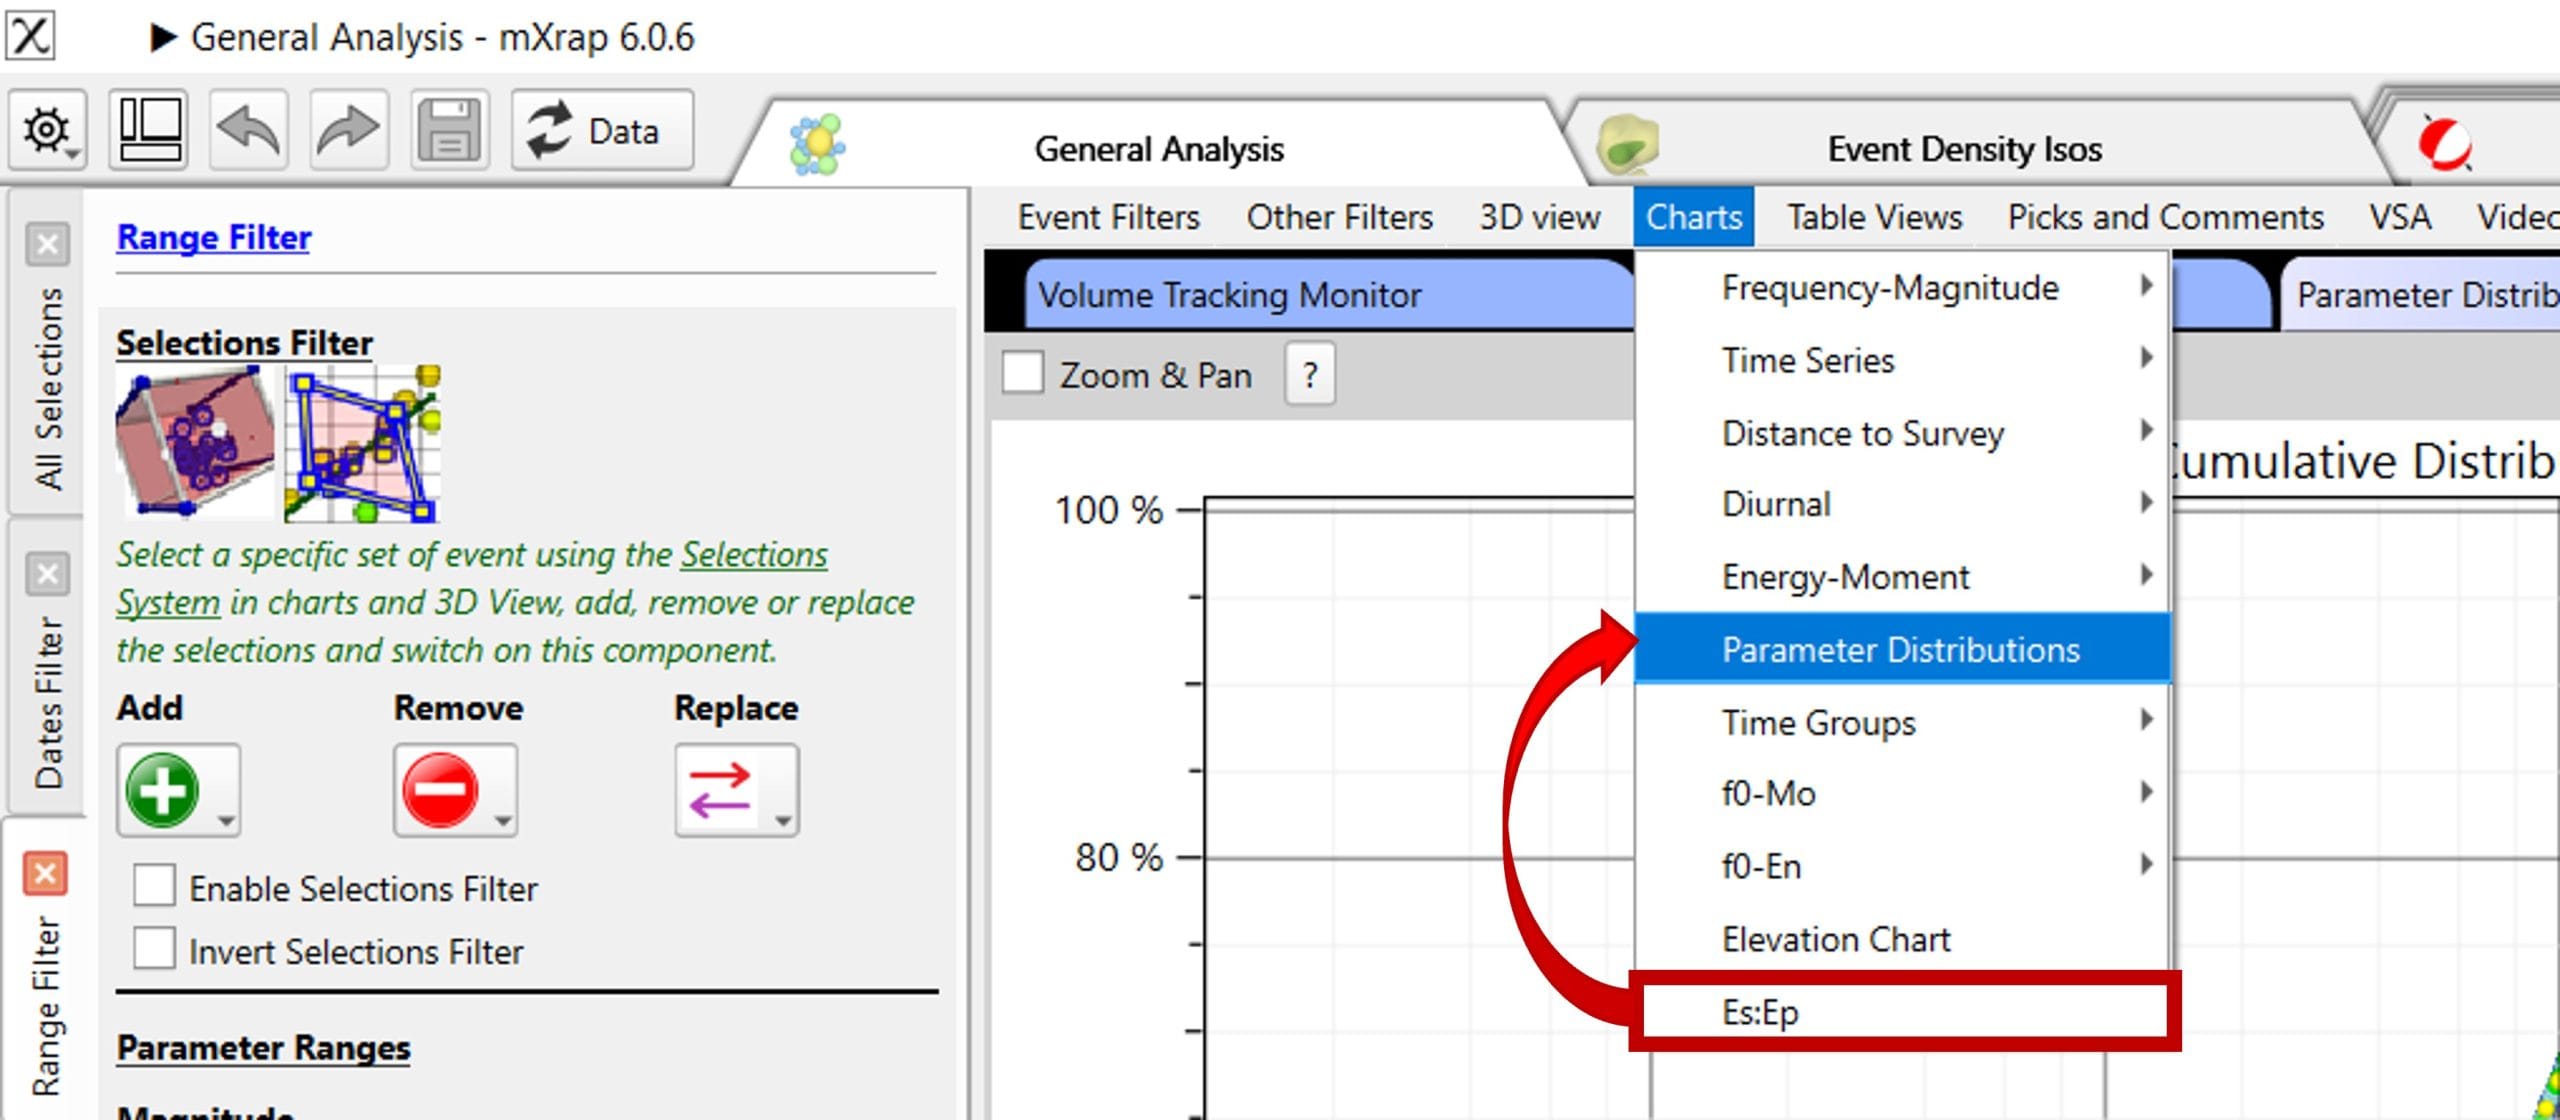 General Analysis - mXrap 6.0.6
Data
General Analysis
Event Density Isos
Event Filters Other Filters 3D view Charts Table Views Picks and Comments VSA
All Selections
Dates Filter
Range Filter
Range Filter
Selections Filter
Select a specific set of event using the Selections
System in charts and 3D View, add, remove or replace
the selections and switch on this component.
Add Remove Replace
Enable Selections Filter
Invert Selections Filter
Parameter Ranges
Magnitude
Volume Tracking Monitor
Parameter Distrib
Zoom & Pan ?
Cumulative Distrib
100 %
80 %
Frequency-Magnitude
Time Series
Distance to Survey
Diurnal
Energy-Moment
Parameter Distributions
Time Groups
f0-Mo
f0-En
Elevation Chart
Es:Ep